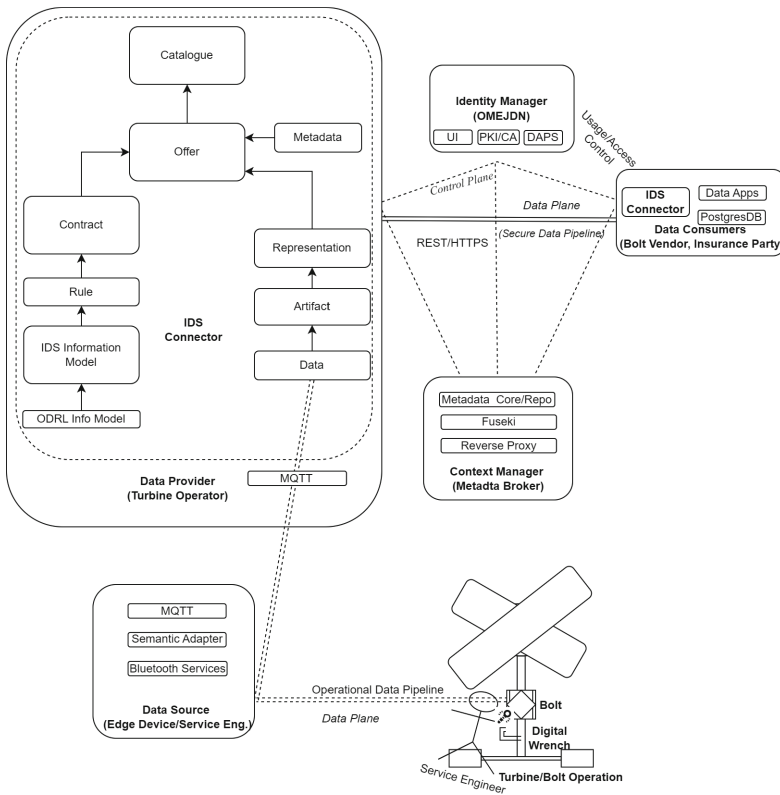 Catalogue
Offer
Metadata
Contract
Representation
Rule
Artifact
IDS
Connector
IDS Information
Model
Data
ODRL Info Model
Data Provider
(Turbine Operator)
MQTT
Identity Manager
(OMEJDN)
UI
PKI/CA
DAPS
Usage/Access
Control
Control Plane
Data Plane
(Secure Data Pipeline)
REST/HTTPS
IDS
Connector
Data Apps
PostgresDB
Data Consumers
(Bolt Vendor, Insurance Party
Metadata Core/Repo
Fuseki
Reverse Proxy
Context Manager
(Metadta Broker)
MQTT
Semantic Adapter
Bluetooth Services
Data Source
(Edge Device/Service Eng.)
Operational Data Pipeline
Data Plane
Bolt
Digital
Wrench
Service Engineer
Turbine/Bolt Operation